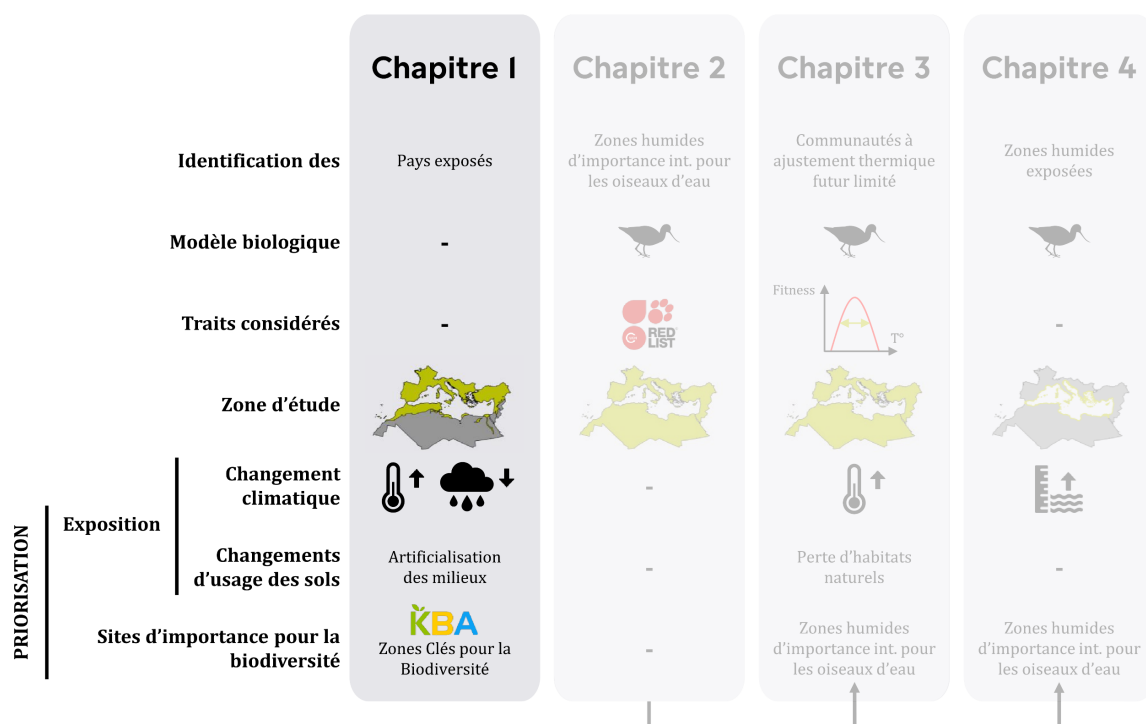 Chapitre 1
Chapitre 2
Chapitre 3
Chapitre 4
Identification des
Pays exposés
Zones humides
d'importance int. pour
les oiseaux d'eau
Communautés à
ajustement thermique
futur limité
Zones humides
exposées
Modèle biologique
-
Traits considérés
-
RED
LIST
Fitness
T°
-
Zone d'étude
PRIORISATION
Exposition
Changement
climatique
-
Changements
d'usage des sols
Artificialisation
des milieux
-
Perte d'habitats
naturels
-
Sites d'importance pour la
biodiversité
KBA
Zones Clés pour la
Biodiversité
-
Zones humides
d'importance int. pour
les oiseaux d'eau
Zones humides
d'importance int. pour
les oiseaux d'eau